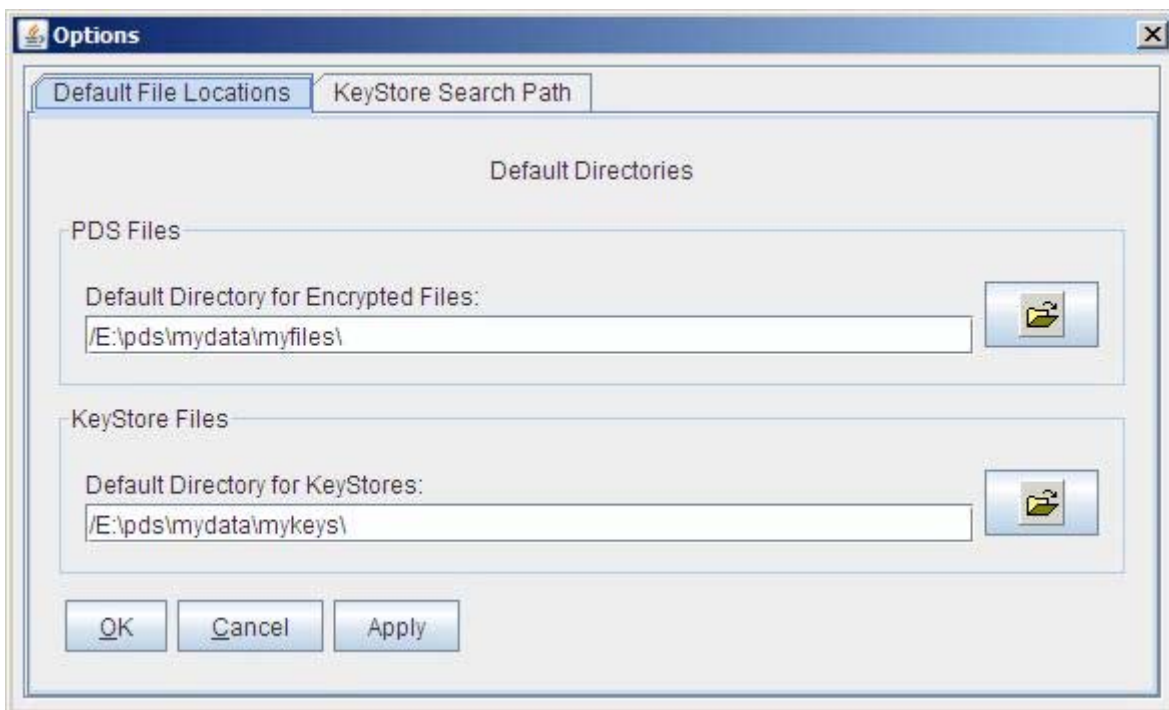 Options
Default File Locations KeyStore Search Path
Default Directories
PDS Files
Default Directory for Encrypted Files:
/E:\pds\mydata\myfiles\
KeyStore Files
Default Directory for KeyStores:
/E:\pds\mydata\mykeys\
OK Cancel Apply